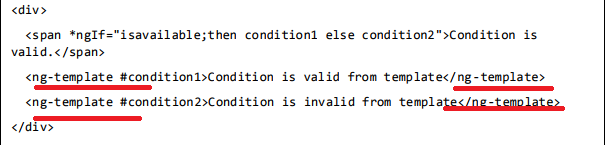 <div>
<span *ngIf="isavailable;then condition1 else condition2">Condition is
valid.</span>
<ng-template #condition1>Condition is valid from template</ng-template>
<ng-template #condition2>Condition is invalid from template</ng-template>
</div>